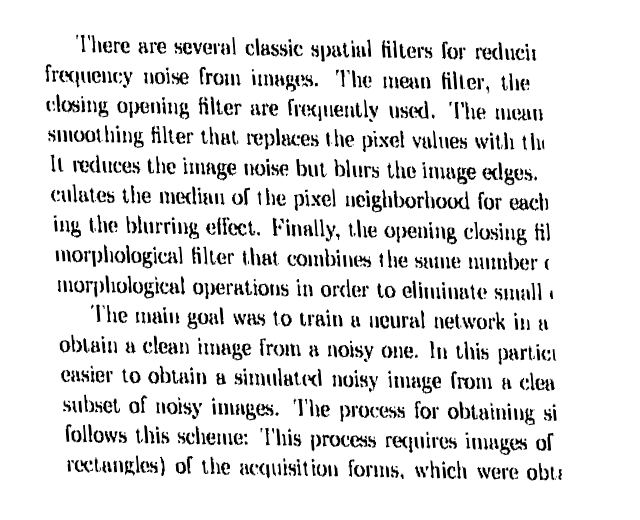 There are several classic spatial filters for reducin
frequency noise from images. The mean filter, the
closing opening filter are frequently used. The mean
smoothing filter that replaces the pixel values with the
It reduces the image noise but blurs the image edges.
culates the median of the pixel neighborhood for each
ing the blurring effect. Finally, the opening closing fil
morphological filter that combines the same number
morphological operations in order to eliminate small
The main goal was to train a neural network in a
obtain a clean image from a noisy one. In this partic
easier to obtain a simulated noisy image from a clea
subset of noisy images. The process for obtaining si
follows this scheme: This process requires images of
rectangles) of the acquisition forms, which were obta